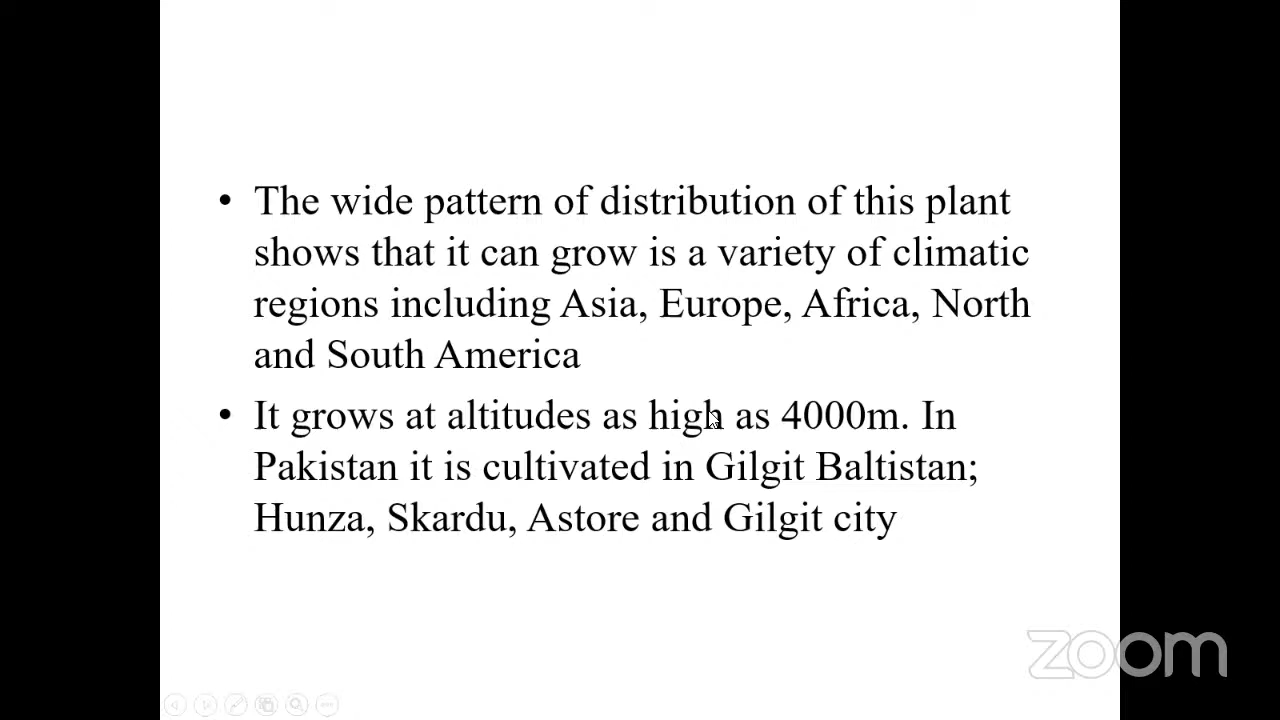 • The wide pattern of distribution of this plant
shows that it can grow is a variety of climatic
regions including Asia, Europe, Africa, North
and South America
• It grows at altitudes as high as 4000m. In
Pakistan it is cultivated in Gilgit Baltistan;
Hunza, Skardu, Astore and Gilgit city
zoom